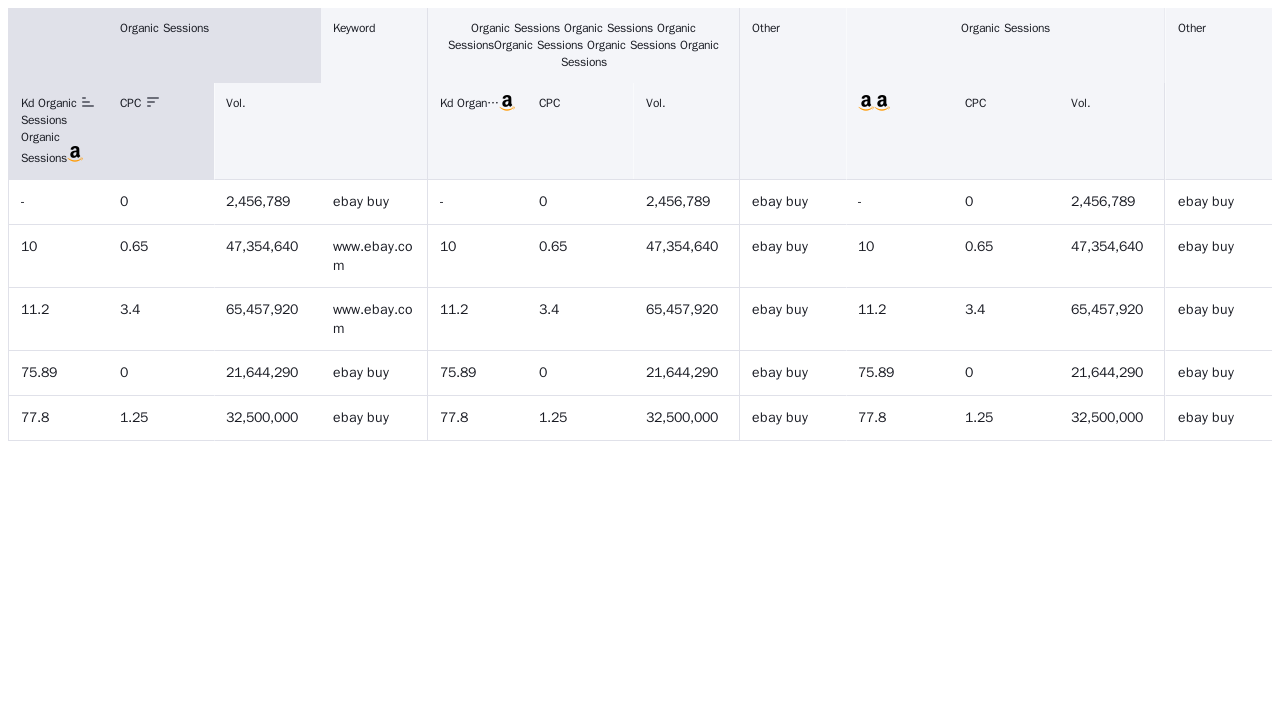 Organic Sessions Keyword Organic Sessions Organic Sessions Organic Other Organic Sessions Other
SessionsOrganic Sessions Organic Sessions Organic
Sessions
Kd Organic CPC Vol. Kd Organ··· a CPC Vol. a a CPC Vol.
Sessions
Organic
Sessions a
- 0 2,456,789 ebay buy - 0 2,456,789 ebay buy - 0 2,456,789 ebay buy
10 0.65 47,354,640 www.ebay.co 10 0.65 47,354,640 ebay buy 10 0.65 47,354,640 ebay buy
m
11.2 3.4 65,457,920 www.ebay.co 11.2 3.4 65,457,920 ebay buy 11.2 3.4 65,457,920 ebay buy
m
75.89 0 21,644,290 ebay buy 75.89 0 21,644,290 ebay buy 75.89 0 21,644,290 ebay buy
77.8 1.25 32,500,000 ebay buy 77.8 1.25 32,500,000 ebay buy 77.8 1.25 32,500,000 ebay buy